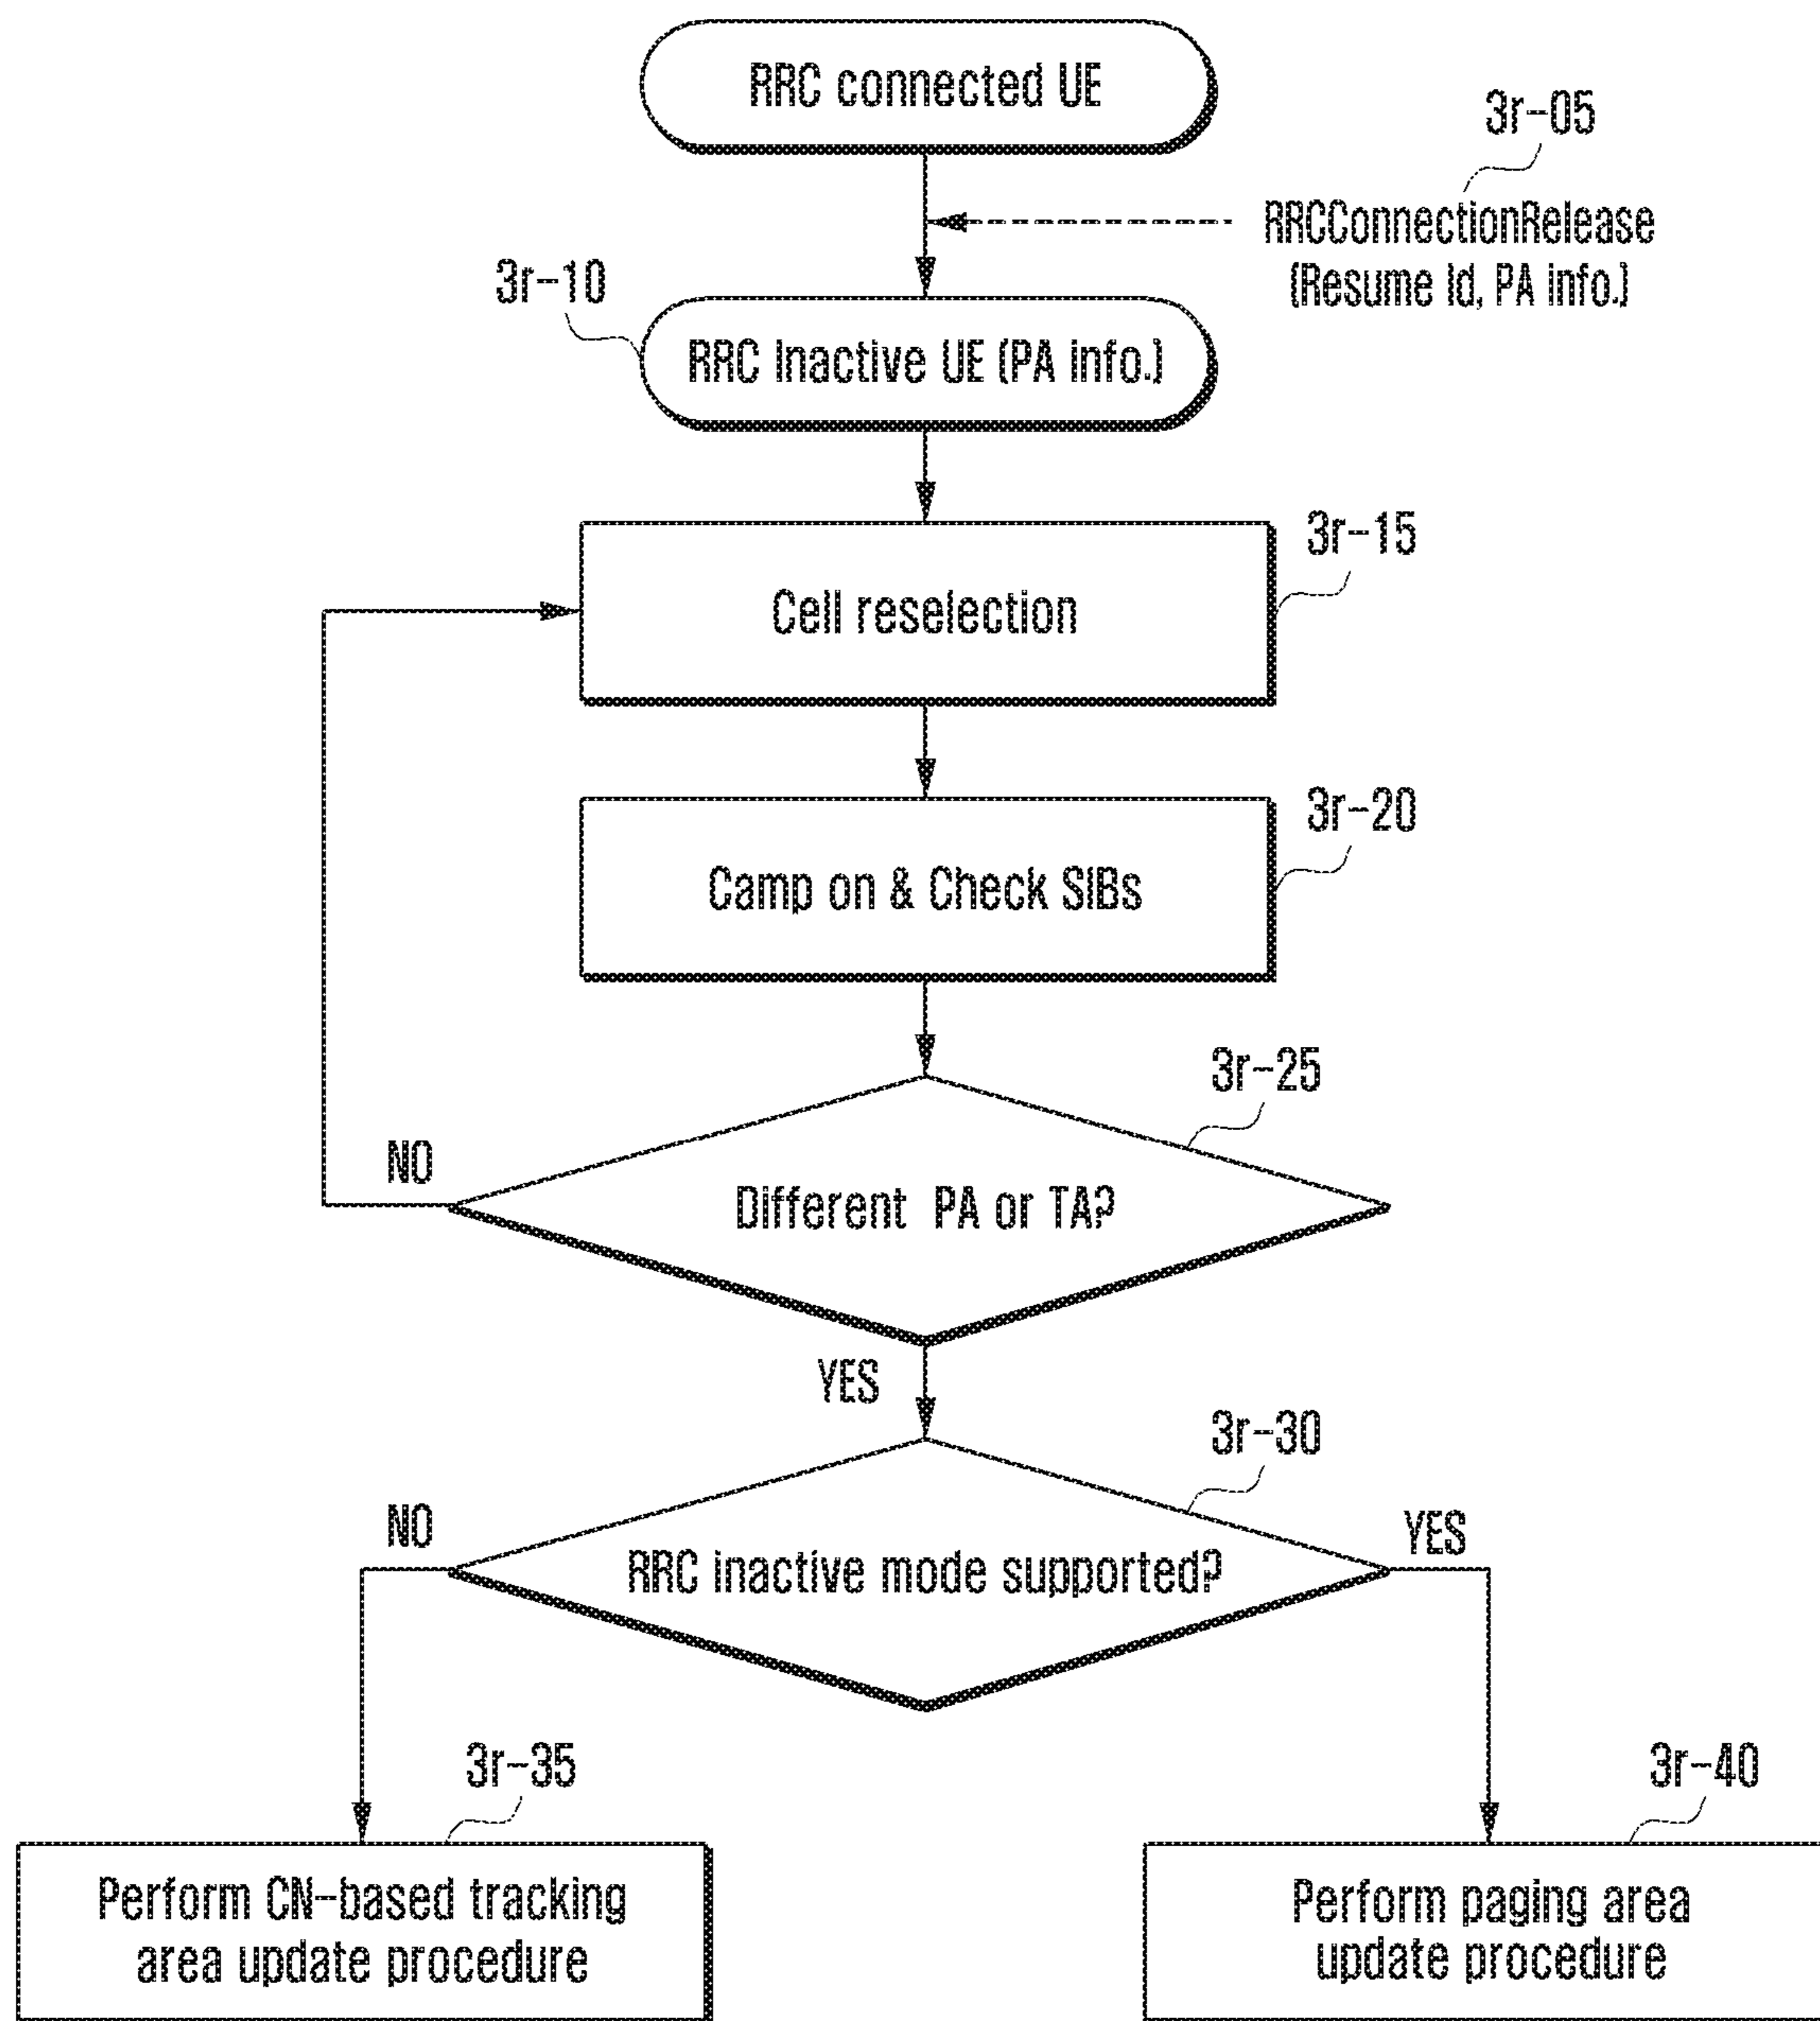 RRC connected UE
3r-05
RRCConnectionRelease
(Resume Id, PA info.)
3r-10
RRC Inactive UE (PA info.)
3r-15
Cell reselection
3r-20
Camp on & Check SIBs
3r-25
NO
Different PA or TA?
YES
3r-30
NO
YES
RRC inactive mode supported?
3r-35
3r-40
Perform CN-based tracking
area update procedure
Perform paging area
update procedure